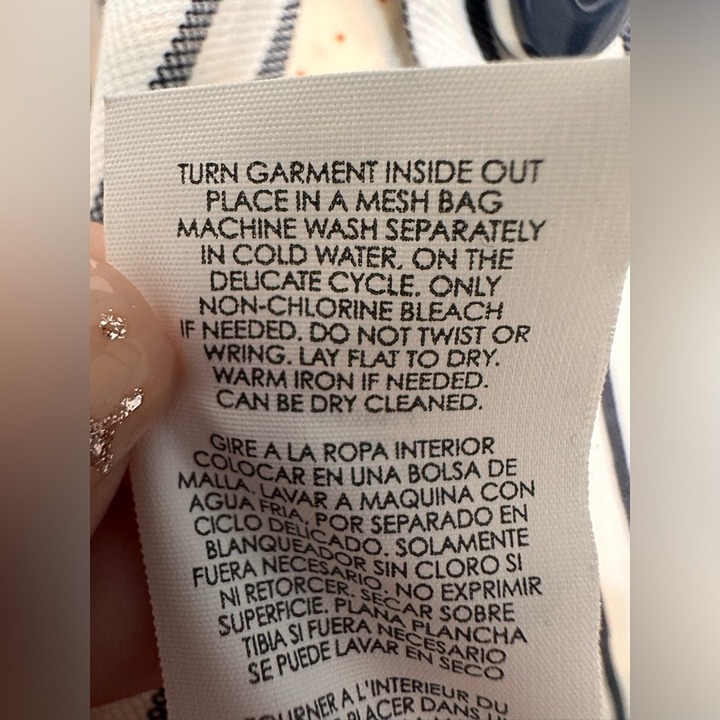 TURN GARMENT INSIDE OUT
PLACE IN A MESH BAG
MACHINE WASH SEPARATELY
IN COLD WATER, ON THE
DELICATE CYCLE. ONLY
NON-CHLORINE BLEACH
IF NEEDED. DO NOT TWIST OR
WRING. LAY FLAT TO DRY.
WARM IRON IF NEEDED.
CAN BE DRY CLEANED.
GIRE A LA ROPA INTERIOR
COLOCAR EN UNA BOLSA DE
MALLA. LAVAR A MAQUINA CON
AGUA FRIA, POR SEPARADO EN
CICLO DELICADO. SOLAMENTE
BLANQUEADOR SIN CLORO SI
FUERA NECESARIO. NO EXPRIMIR
NI RETORCER. SECAR SOBRE
SUPERFICIE. PLANA PLANCHA
TIBIA SI FUERA NECESARIO
SE PUEDE LAVAR EN SECO
TOURNER A L'INTERIEUR DU
PLACER DANS